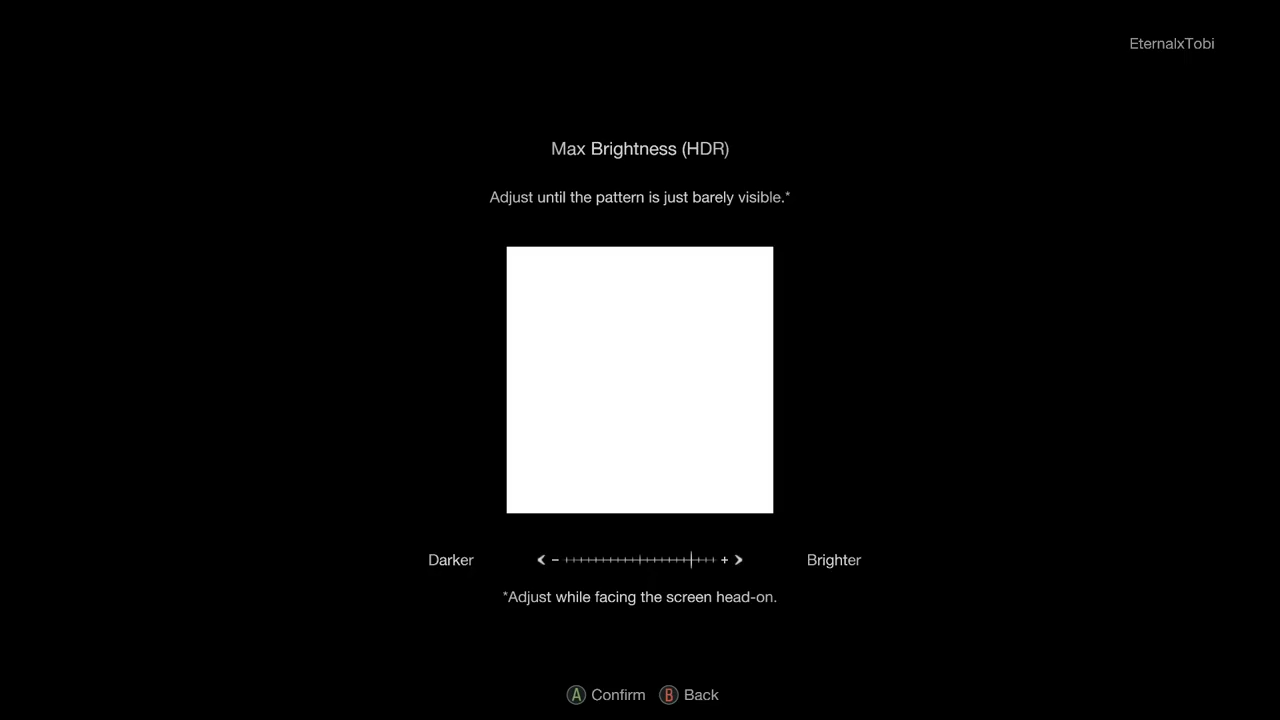 EternalxTobi
Max Brightness (HDR)
Adjust until the pattern is just barely visible.*
Darker − + Brighter
*Adjust while facing the screen head-on.
A Confirm B Back